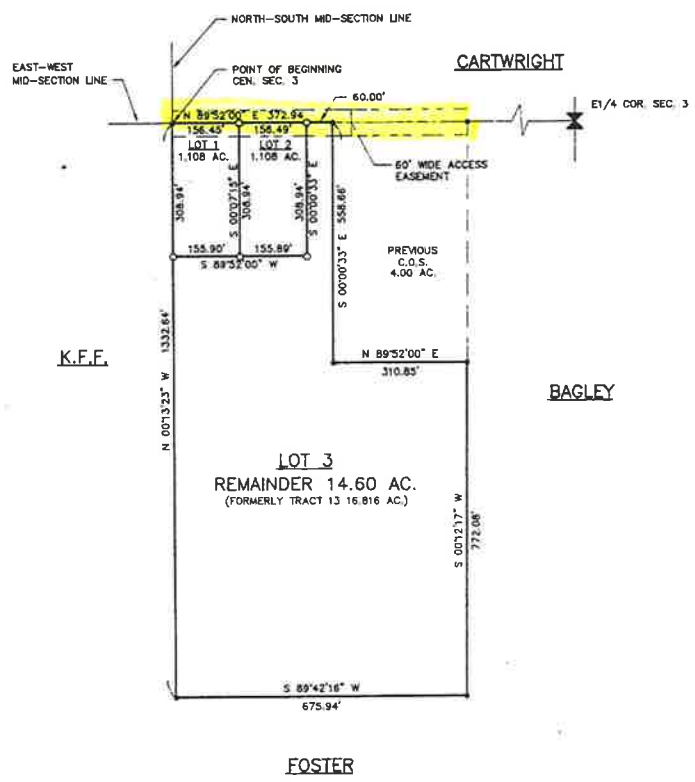 NORTH-SOUTH MID-SECTION LINE
CARTWRIGHT
EAST-WEST
MID-SECTION LINE
POINT OF BEGINNING
CEN. SEC. 3
60.00'
E1/4 COR. SEC. 3
N 89°52'00" E 372.94
156.45'
156.49'
LOT 1
1.108 AC.
LOT 2
1.108 AC.
60' WIDE ACCESS
EASEMENT
308.94'
S 00°07'15" E
308.94'
308.94'
S 00°00'33" E
S 00°00'33" E 558.66'
PREVIOUS
C.O.S.
4.00 AC.
155.90'
155.89'
S 89°52'00" W
N 00°13'23" W 1332.64'
K.F.F.
N 89°52'00" E
310.85'
BAGLEY
LOT 3
REMAINDER 14.60 AC.
(FORMERLY TRACT 13 16.816 AC.)
S 00°12'17" W
772.08'
S 89°42'16" W
675.94'
FOSTER